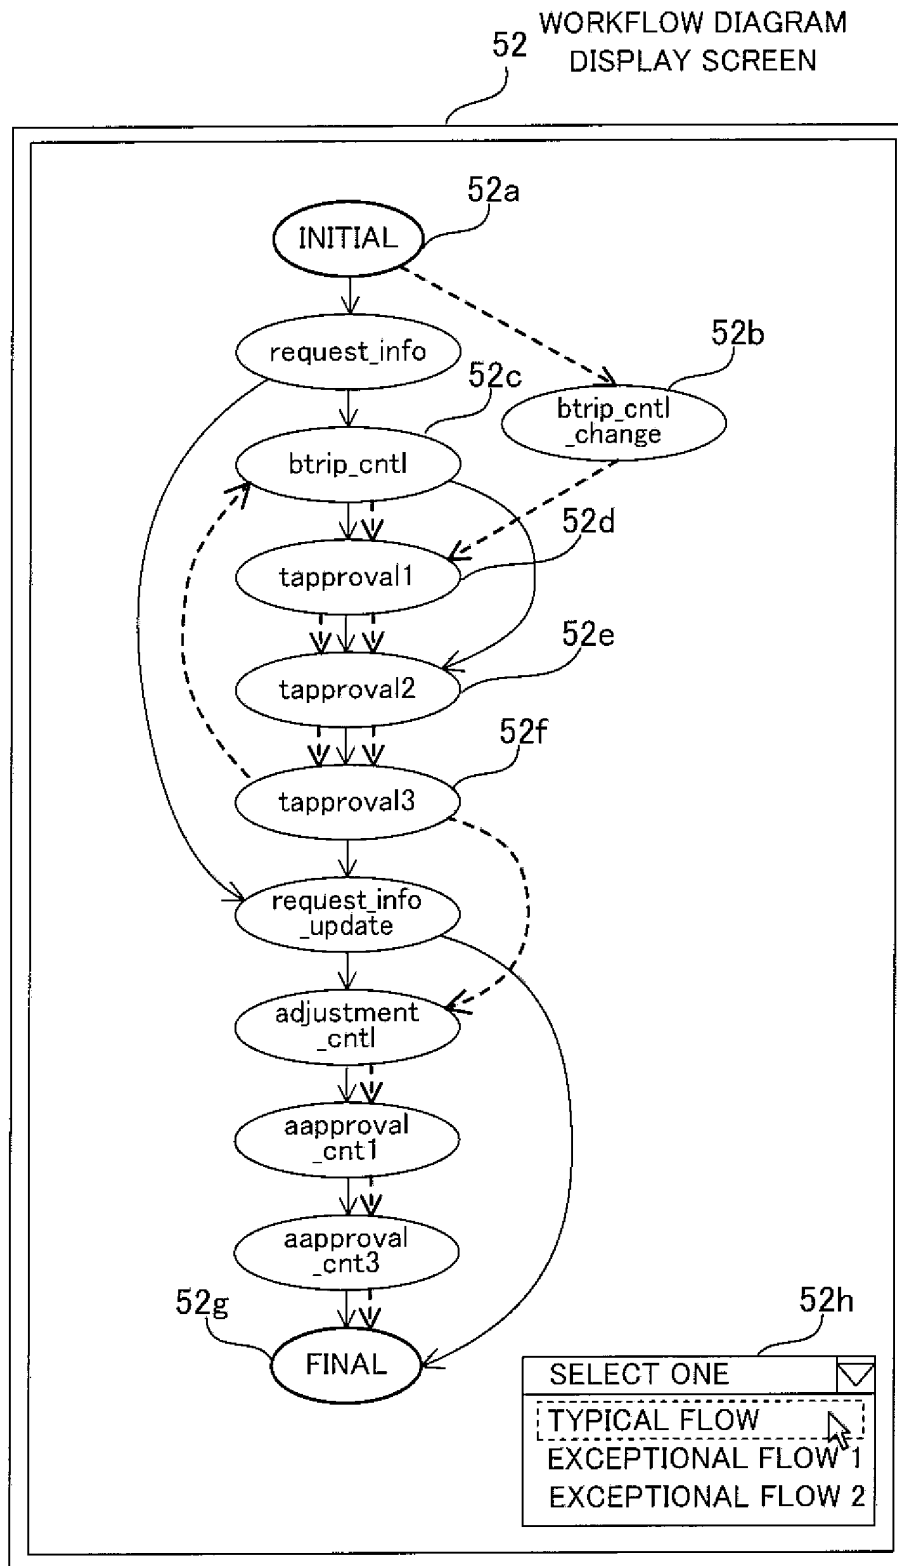 WORKFLOW DIAGRAM
DISPLAY SCREEN
52
52a
INITIAL
request_info
52b
btrip_cntl
_change
52c
btrip_cntl
52d
tapproval1
52e
tapproval2
52f
tapproval3
request_info
_update
adjustment
_cntl
aapproval
_cnt1
aapproval
_cnt3
52g
FINAL
52h
SELECT ONE
TYPICAL FLOW
EXCEPTIONAL FLOW 1
EXCEPTIONAL FLOW 2